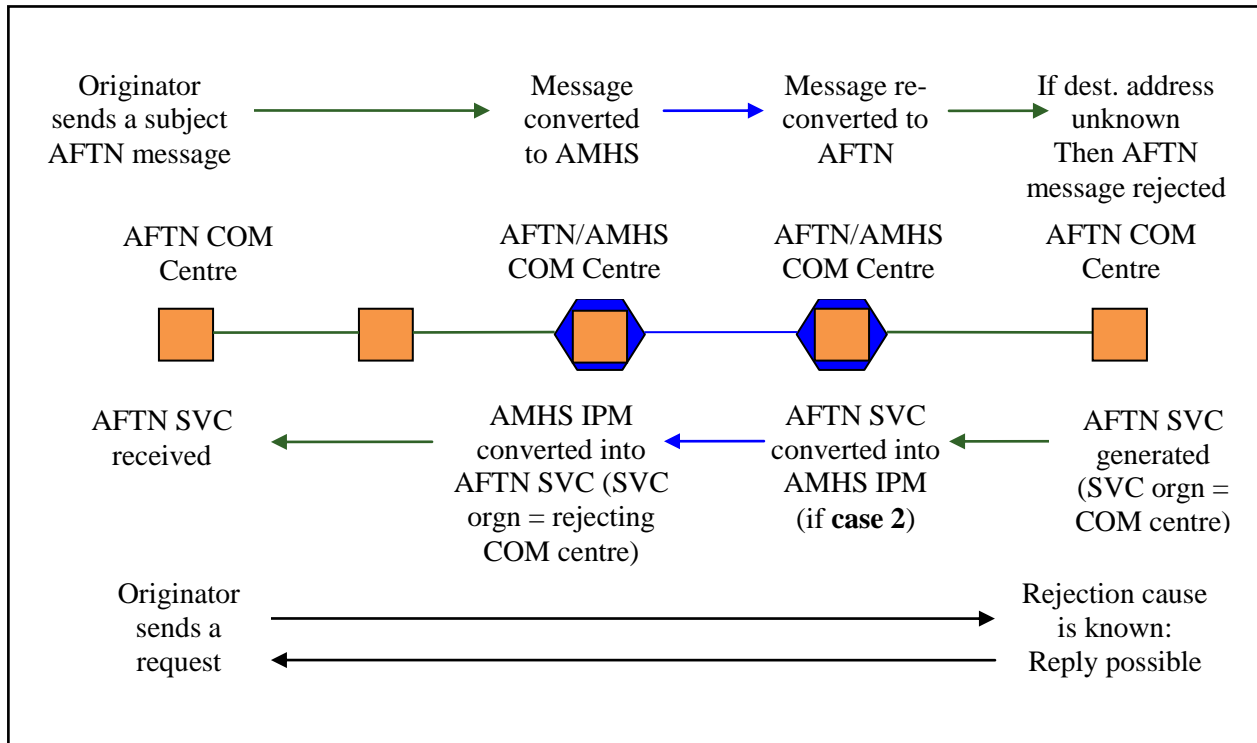 Originator
sends a subject
AFTN message
Message
converted
to AMHS
Message re-
converted to
AFTN
If dest. address
unknown
Then AFTN
message rejected
AFTN COM
Centre
AFTN/AMHS
COM Centre
AFTN/AMHS
COM Centre
AFTN COM
Centre
AFTN SVC
received
AMHS IPM
converted into
AFTN SVC (SVC
orgn = rejecting
COM centre)
AFTN SVC
converted into
AMHS IPM
(if case 2)
AFTN SVC
generated
(SVC orgn =
COM centre)
Originator
sends a
request
Rejection cause
is known:
Reply possible